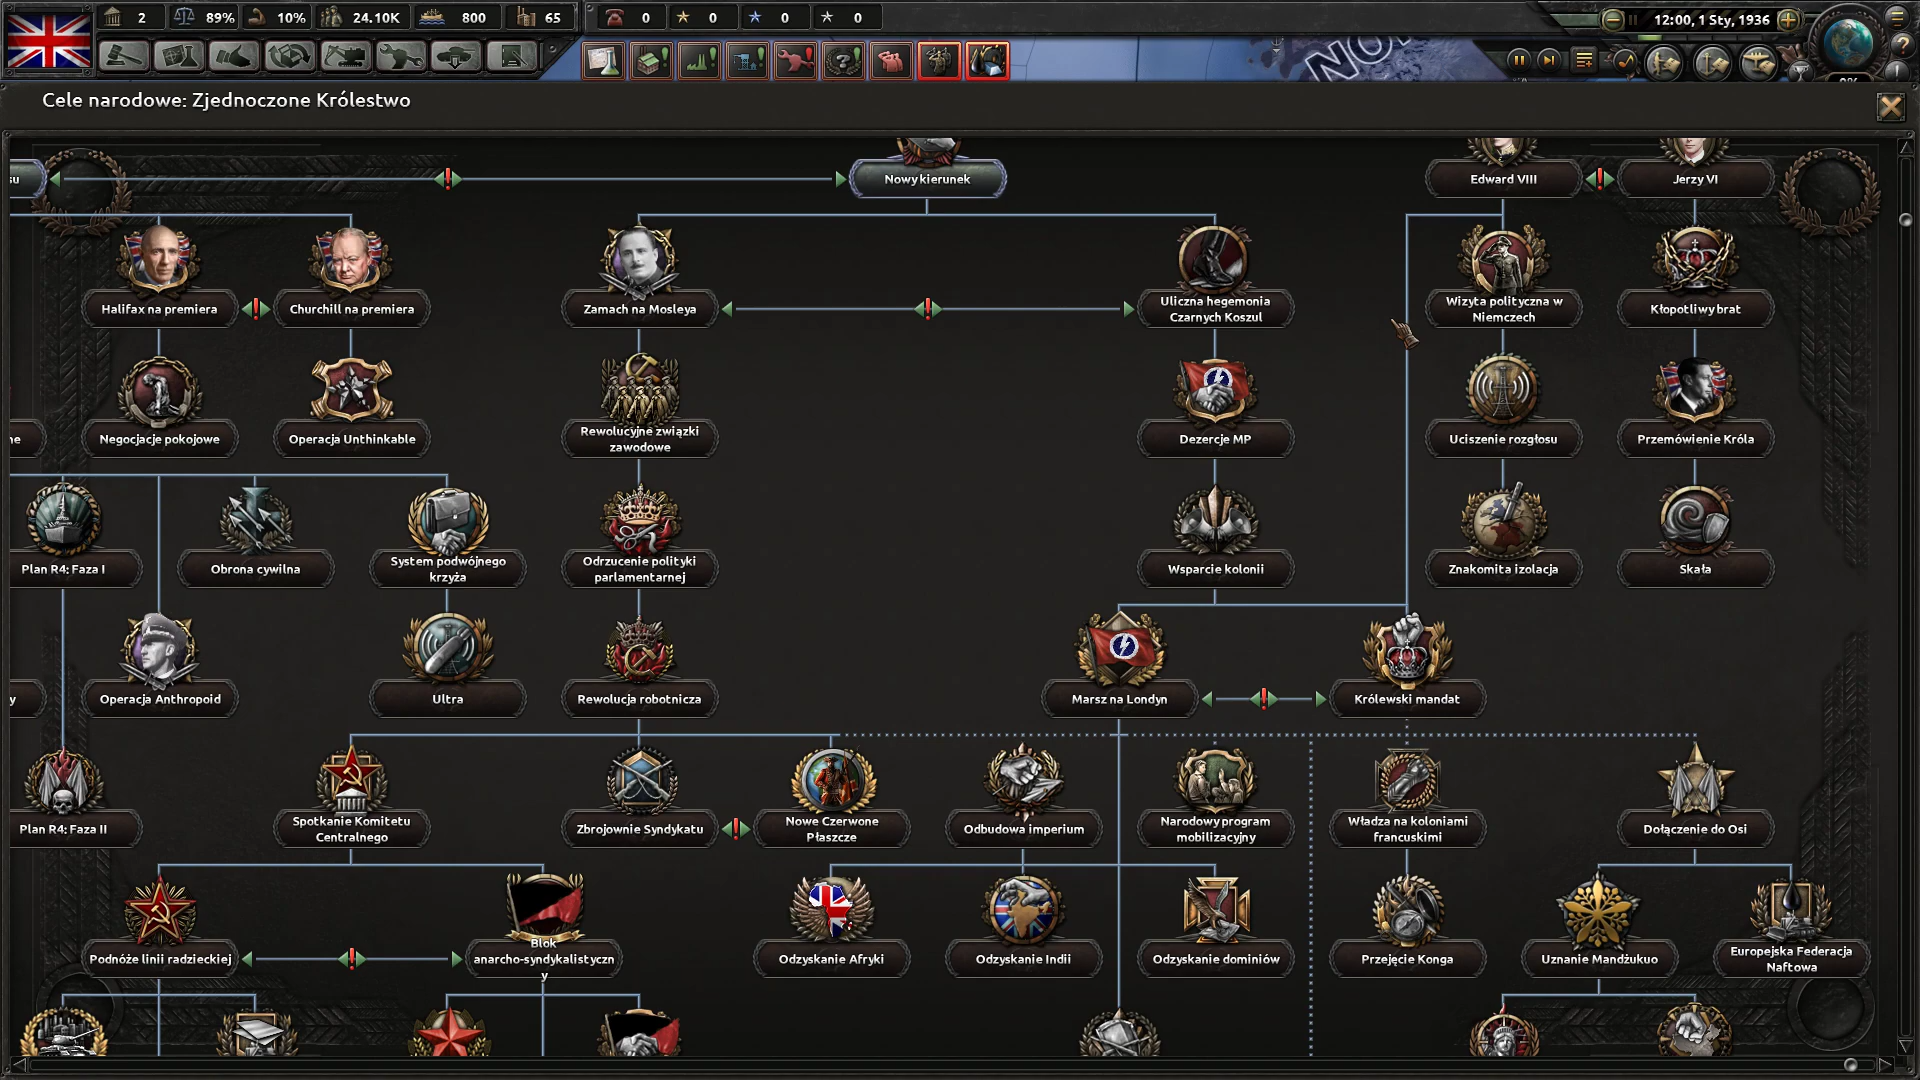 2
89%
10%
24.10K
800
65
0
0
0
0
12:00, 1 Sty, 1936
NO
0%
Cele narodowe: Zjednoczone Królestwo
su
Nowy kierunek
Edward VIII
Jerzy VI
Halifax na premiera
Churchill na premiera
Zamach na Mosleya
Uliczna hegemonia
Czarnych Koszul
Wizyta polityczna w
Niemczech
Kłopotliwy brat
ne
Negocjacje pokojowe
Operacja Unthinkable
Rewolucyjne związki
zawodowe
Dezercje MP
Uciszenie rozgłosu
Przemówienie Króla
Plan R4: Faza I
Obrona cywilna
System podwójnego
krzyża
Odrzucenie polityki
parlamentarnej
Wsparcie kolonii
Znakomita izolacja
Skała
y
Operacja Anthropoid
Ultra
Rewolucja robotnicza
Marsz na Londyn
Królewski mandat
Plan R4: Faza II
Spotkanie Komitetu
Centralnego
Zbrojownie Syndykatu
Nowe Czerwone
Płaszcze
Odbudowa imperium
Narodowy program
mobilizacyjny
Władza na koloniami
francuskimi
Dołączenie do Osi
Podnóże linii radzieckiej
Blok
anarcho-syndykalistyczn
y
Odzyskanie Afryki
Odzyskanie Indii
Odzyskanie dominiów
Przejęcie Konga
Uznanie Mandżukuo
Europejska Federacja
Naftowa